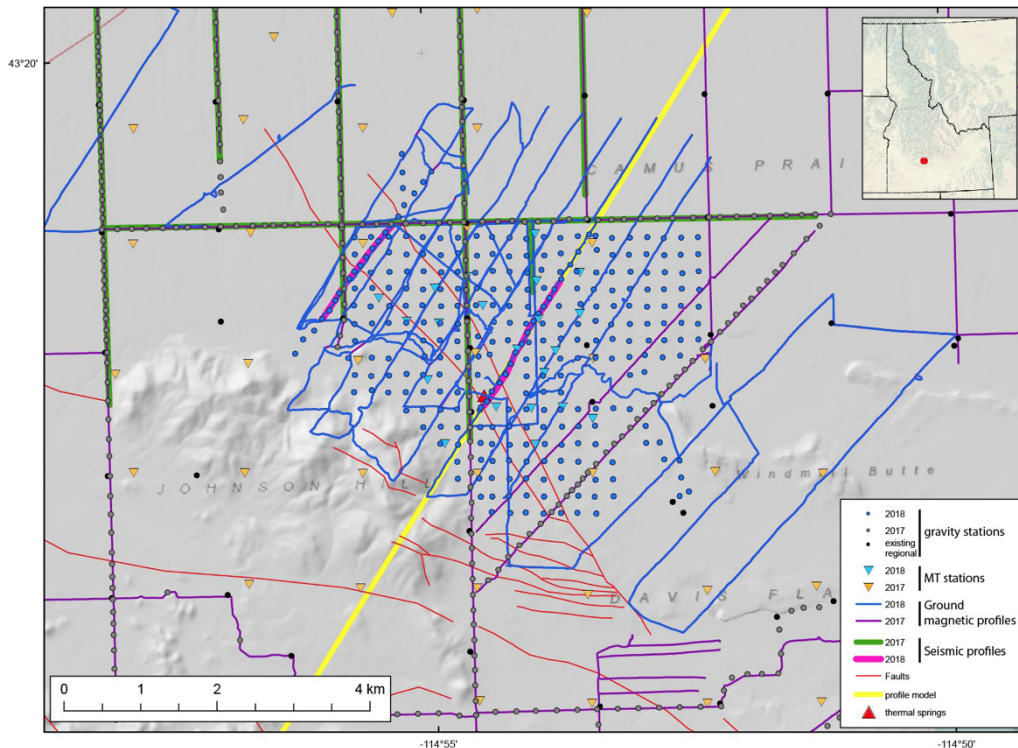 43°20'
CAMUS PRAI
JOHNSON HILL
Windmill Butte
DAVIS FLA
2018
2017
existing
regional
gravity stations
2018
2017
MT stations
2018
2017
Ground
magnetic profiles
2017
2018
Seismic profiles
Faults
profile model
thermal springs
0 1 2 4 km
-114°55'
-114°50'